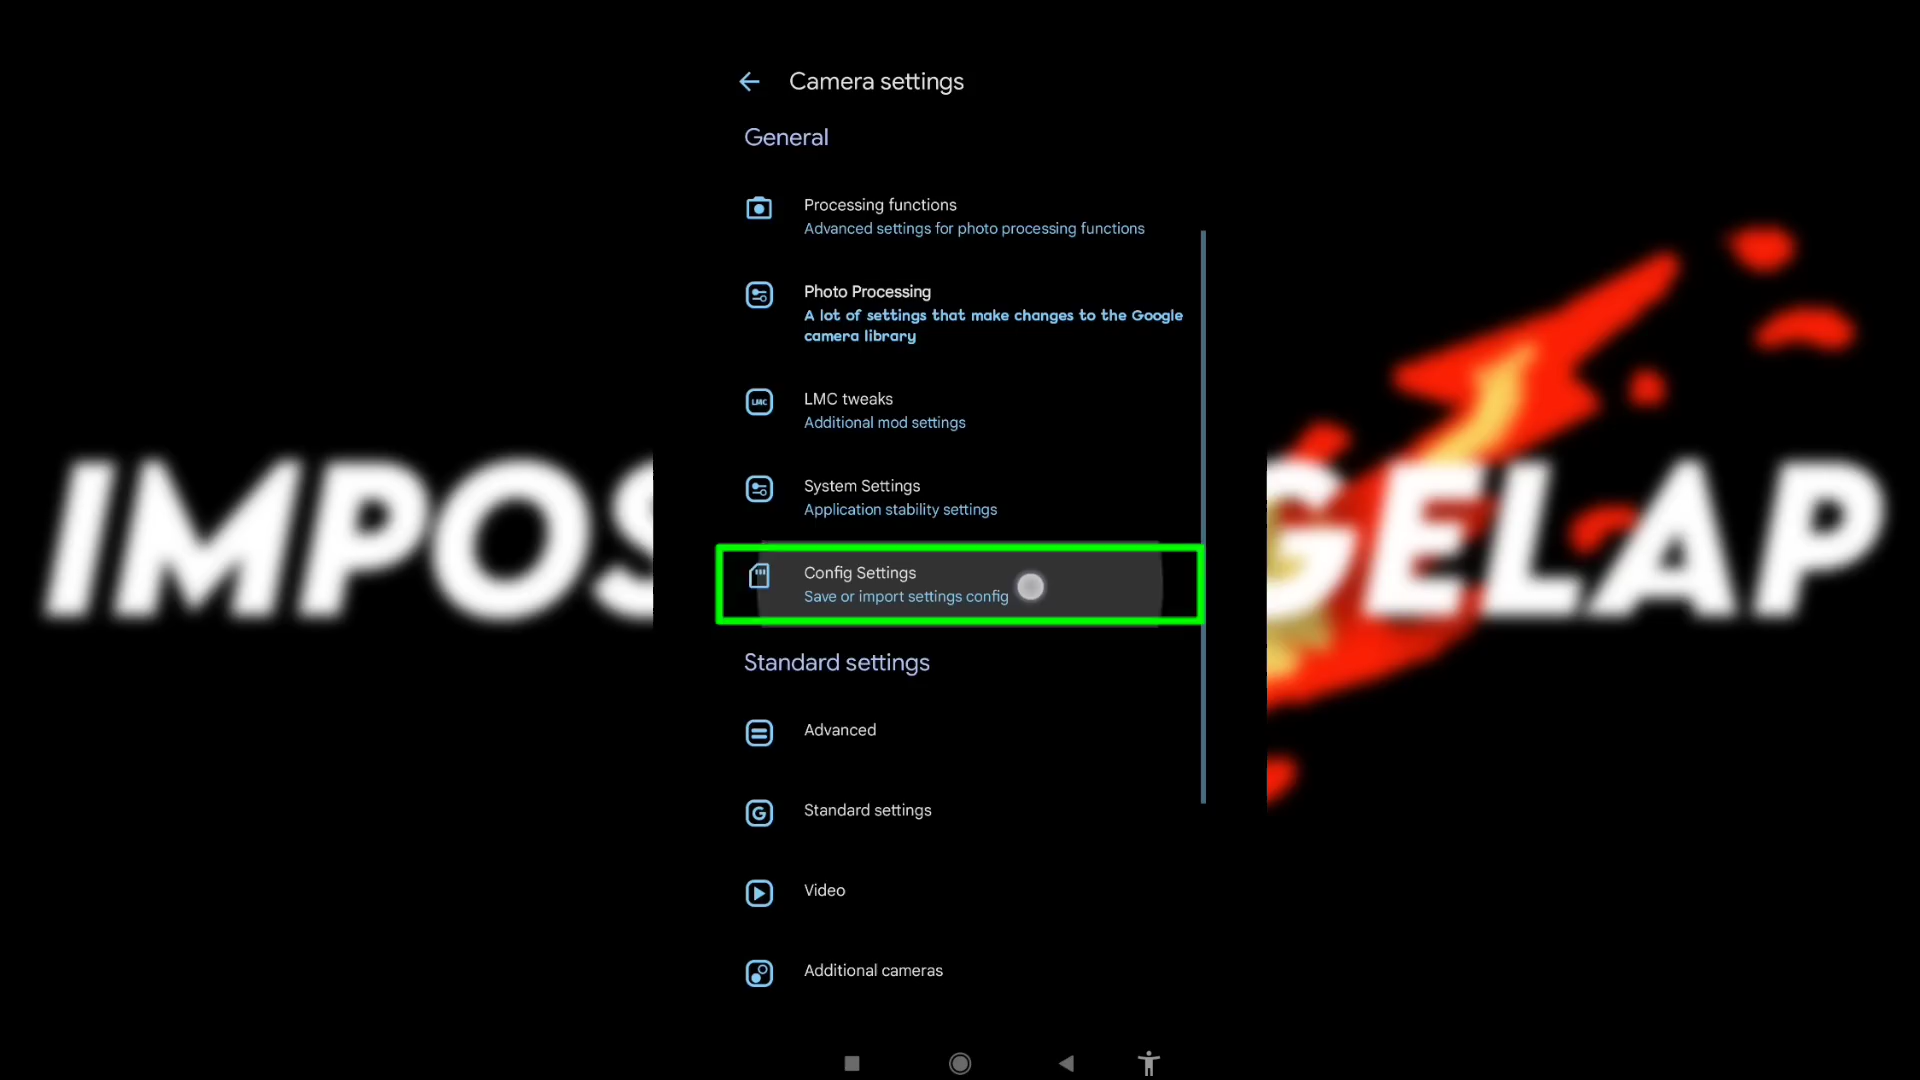 Camera settings
General
Processing functions
Advanced settings for photo processing functions
Photo Processing
A lot of settings that make changes to the Google
camera library
LMC
LMC tweaks
Additional mod settings
System Settings
Application stability settings
Config Settings
Save or import settings config
IMPOS
GELAP
Standard settings
Advanced
G
Standard settings
Video
Additional cameras